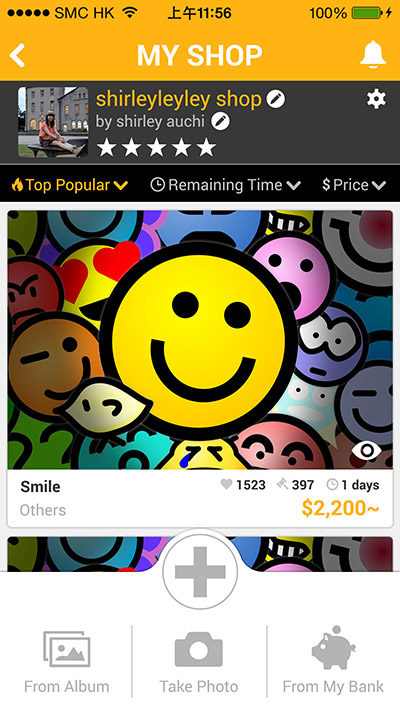 SMC HK 上午11:56 100%
MY SHOP
shirleyleyley shop
by shirley auchi
Top Popular Remaining Time $ Price
Smile 1523 397 1 days
Others $2,200~
From Album Take Photo From My Bank